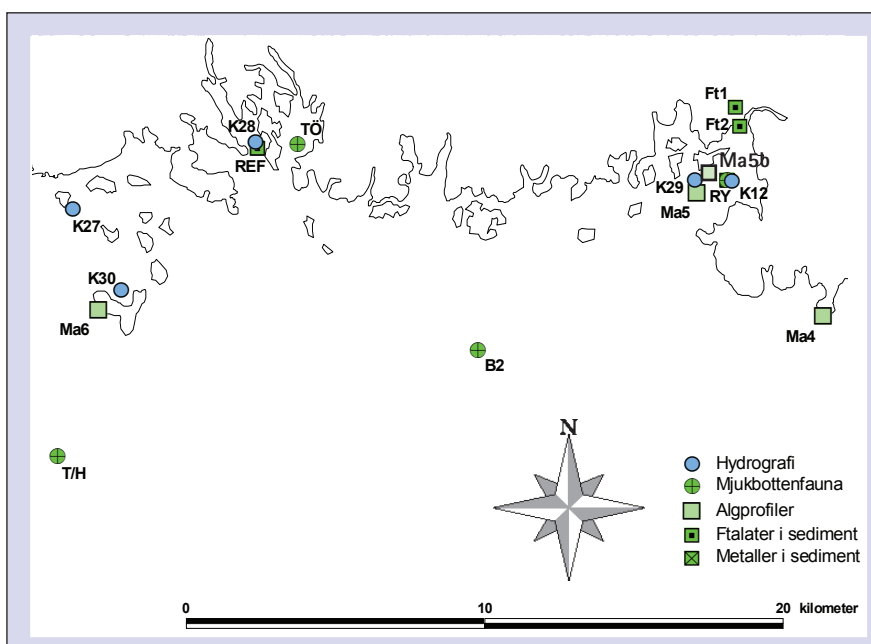 Ft1
Ft2
K28
TÖ
REF
Ma5b
K29
K12
RY
Ma5
K27
K30
Ma6
Ma4
B2
T/H
N
Hydrografi
Mjukbottenfauna
Algprofiler
Ftalater i sediment
Metaller i sediment
0 10 20 kilometer